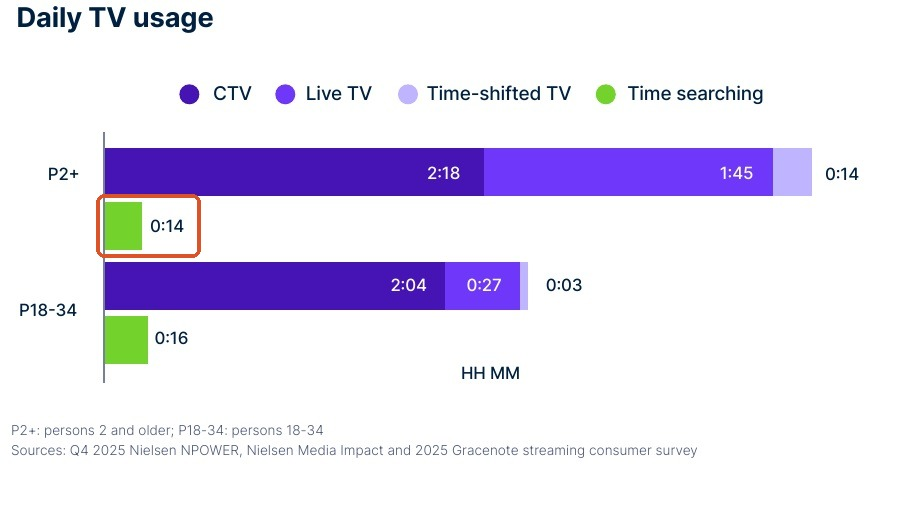 Daily TV usage
CTV Live TV Time-shifted TV Time searching
P2+ 2:18 1:45 0:14
0:14
2:04 0:27 0:03
P18-34
0:16
HH MM
P2+: persons 2 and older; P18-34: persons 18-34
Sources: Q4 2025 Nielsen NPOWER, Nielsen Media Impact and 2025 Gracenote streaming consumer survey